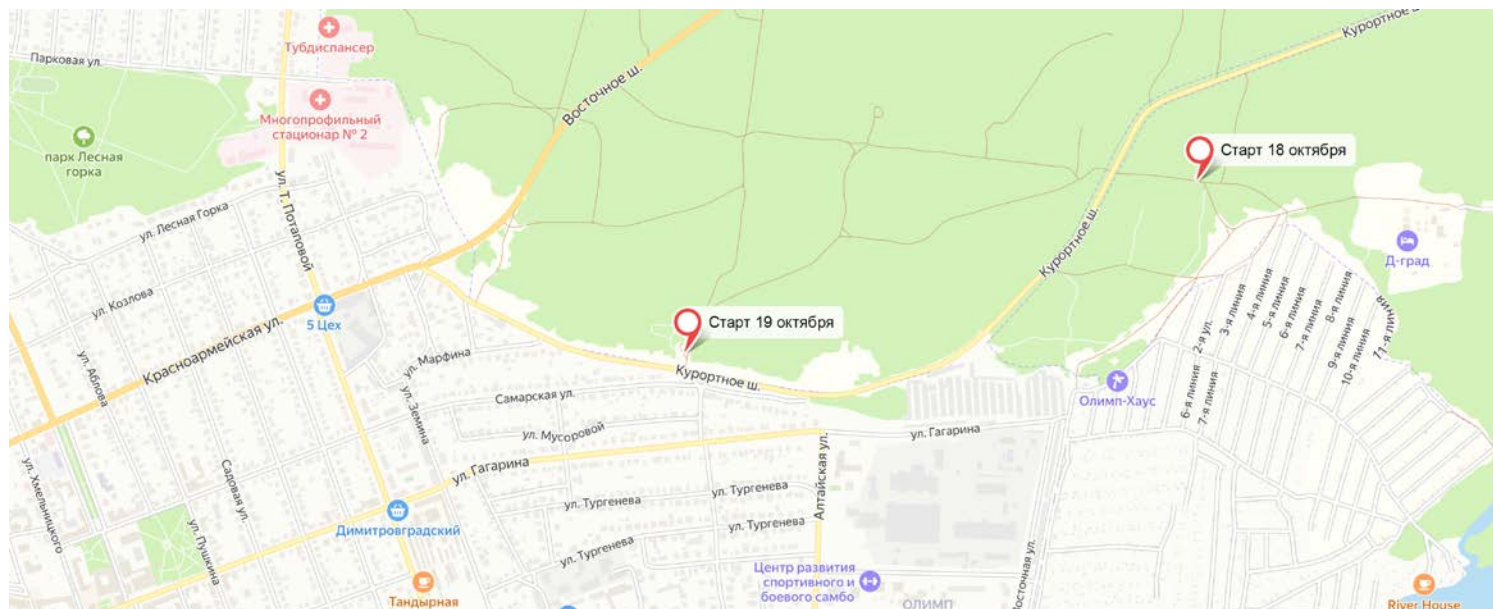 Тубдиспансер
Парковая ул.
Многопрофильный
стационар № 2
парк Лесная
горка
ул. Лесная Горка
ул. Т. Потаповой
ул. Козлова
5 Цех
Красноармейская ул.
ул. Аблова
ул. Хмельницкого
ул. Пушкина
Садовая ул.
ул. Земина
ул. Марфина
Восточное ш.
Курортное ш.
Старт 18 октября
Курортное ш.
Старт 19 октября
Курортное ш.
Самарская ул.
ул. Мусоровой
ул. Гагарина
ул. Гагарина
ул. Тургенева
ул. Тургенева
ул. Тургенева
ул. Тургенева
Алтайская ул.
Восточная ул.
Димитровградский
Тандырная
Центр развития
спортивного и
боевого самбо
ОЛИМП
Олимп-Хаус
Д-град
2-я ул.
3-я линия
4-я линия
5-я линия
6-я линия
7-я линия
8-я линия
9-я линия
10-я линия
11-я линия
6-я линия
7-я линия
River House